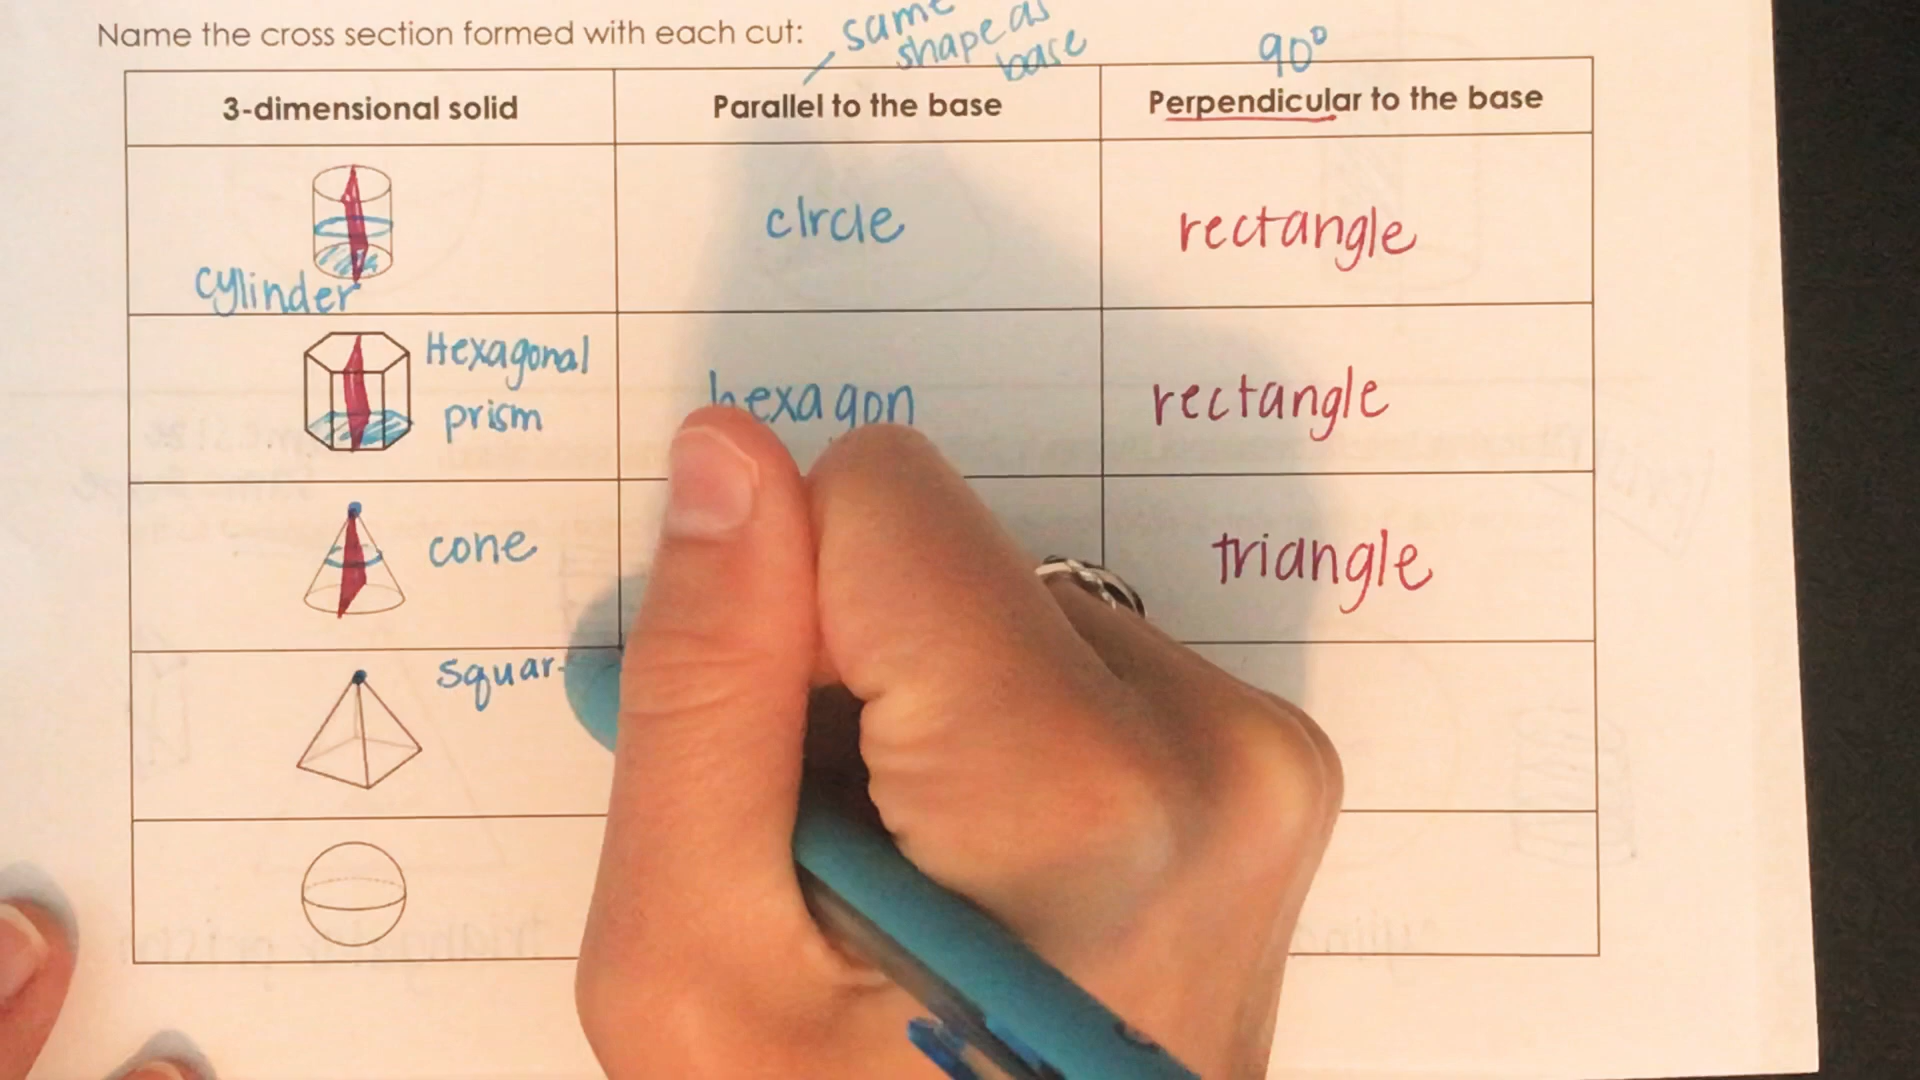 Name the cross section formed with each cut:
same
shape as
base
90°
3-dimensional solid
Parallel to the base
Perpendicular to the base
cylinder
circle
rectangle
Hexagonal
prism
hexagon
rectangle
cone
triangle
squar